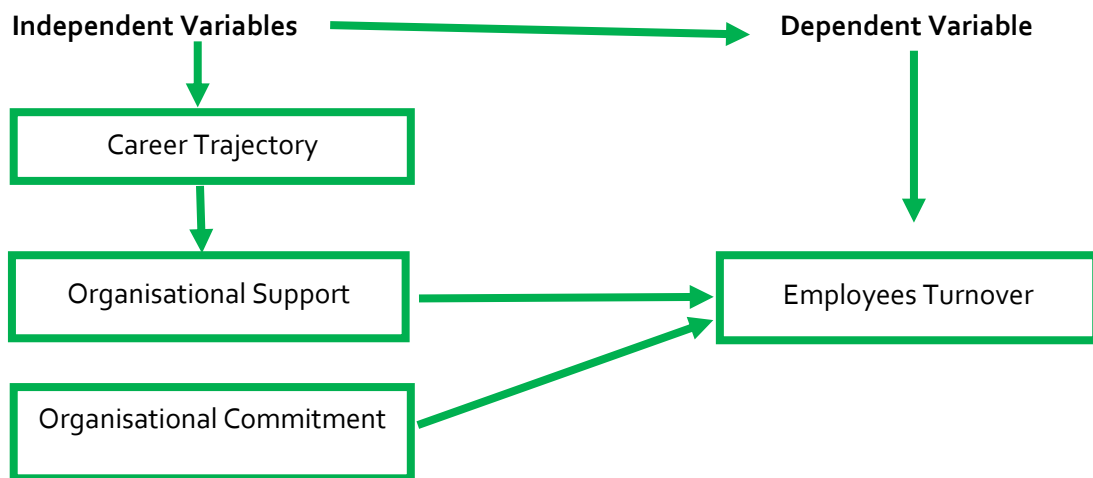 Independent Variables
Dependent Variable
Career Trajectory
Organisational Support
Employees Turnover
Organisational Commitment